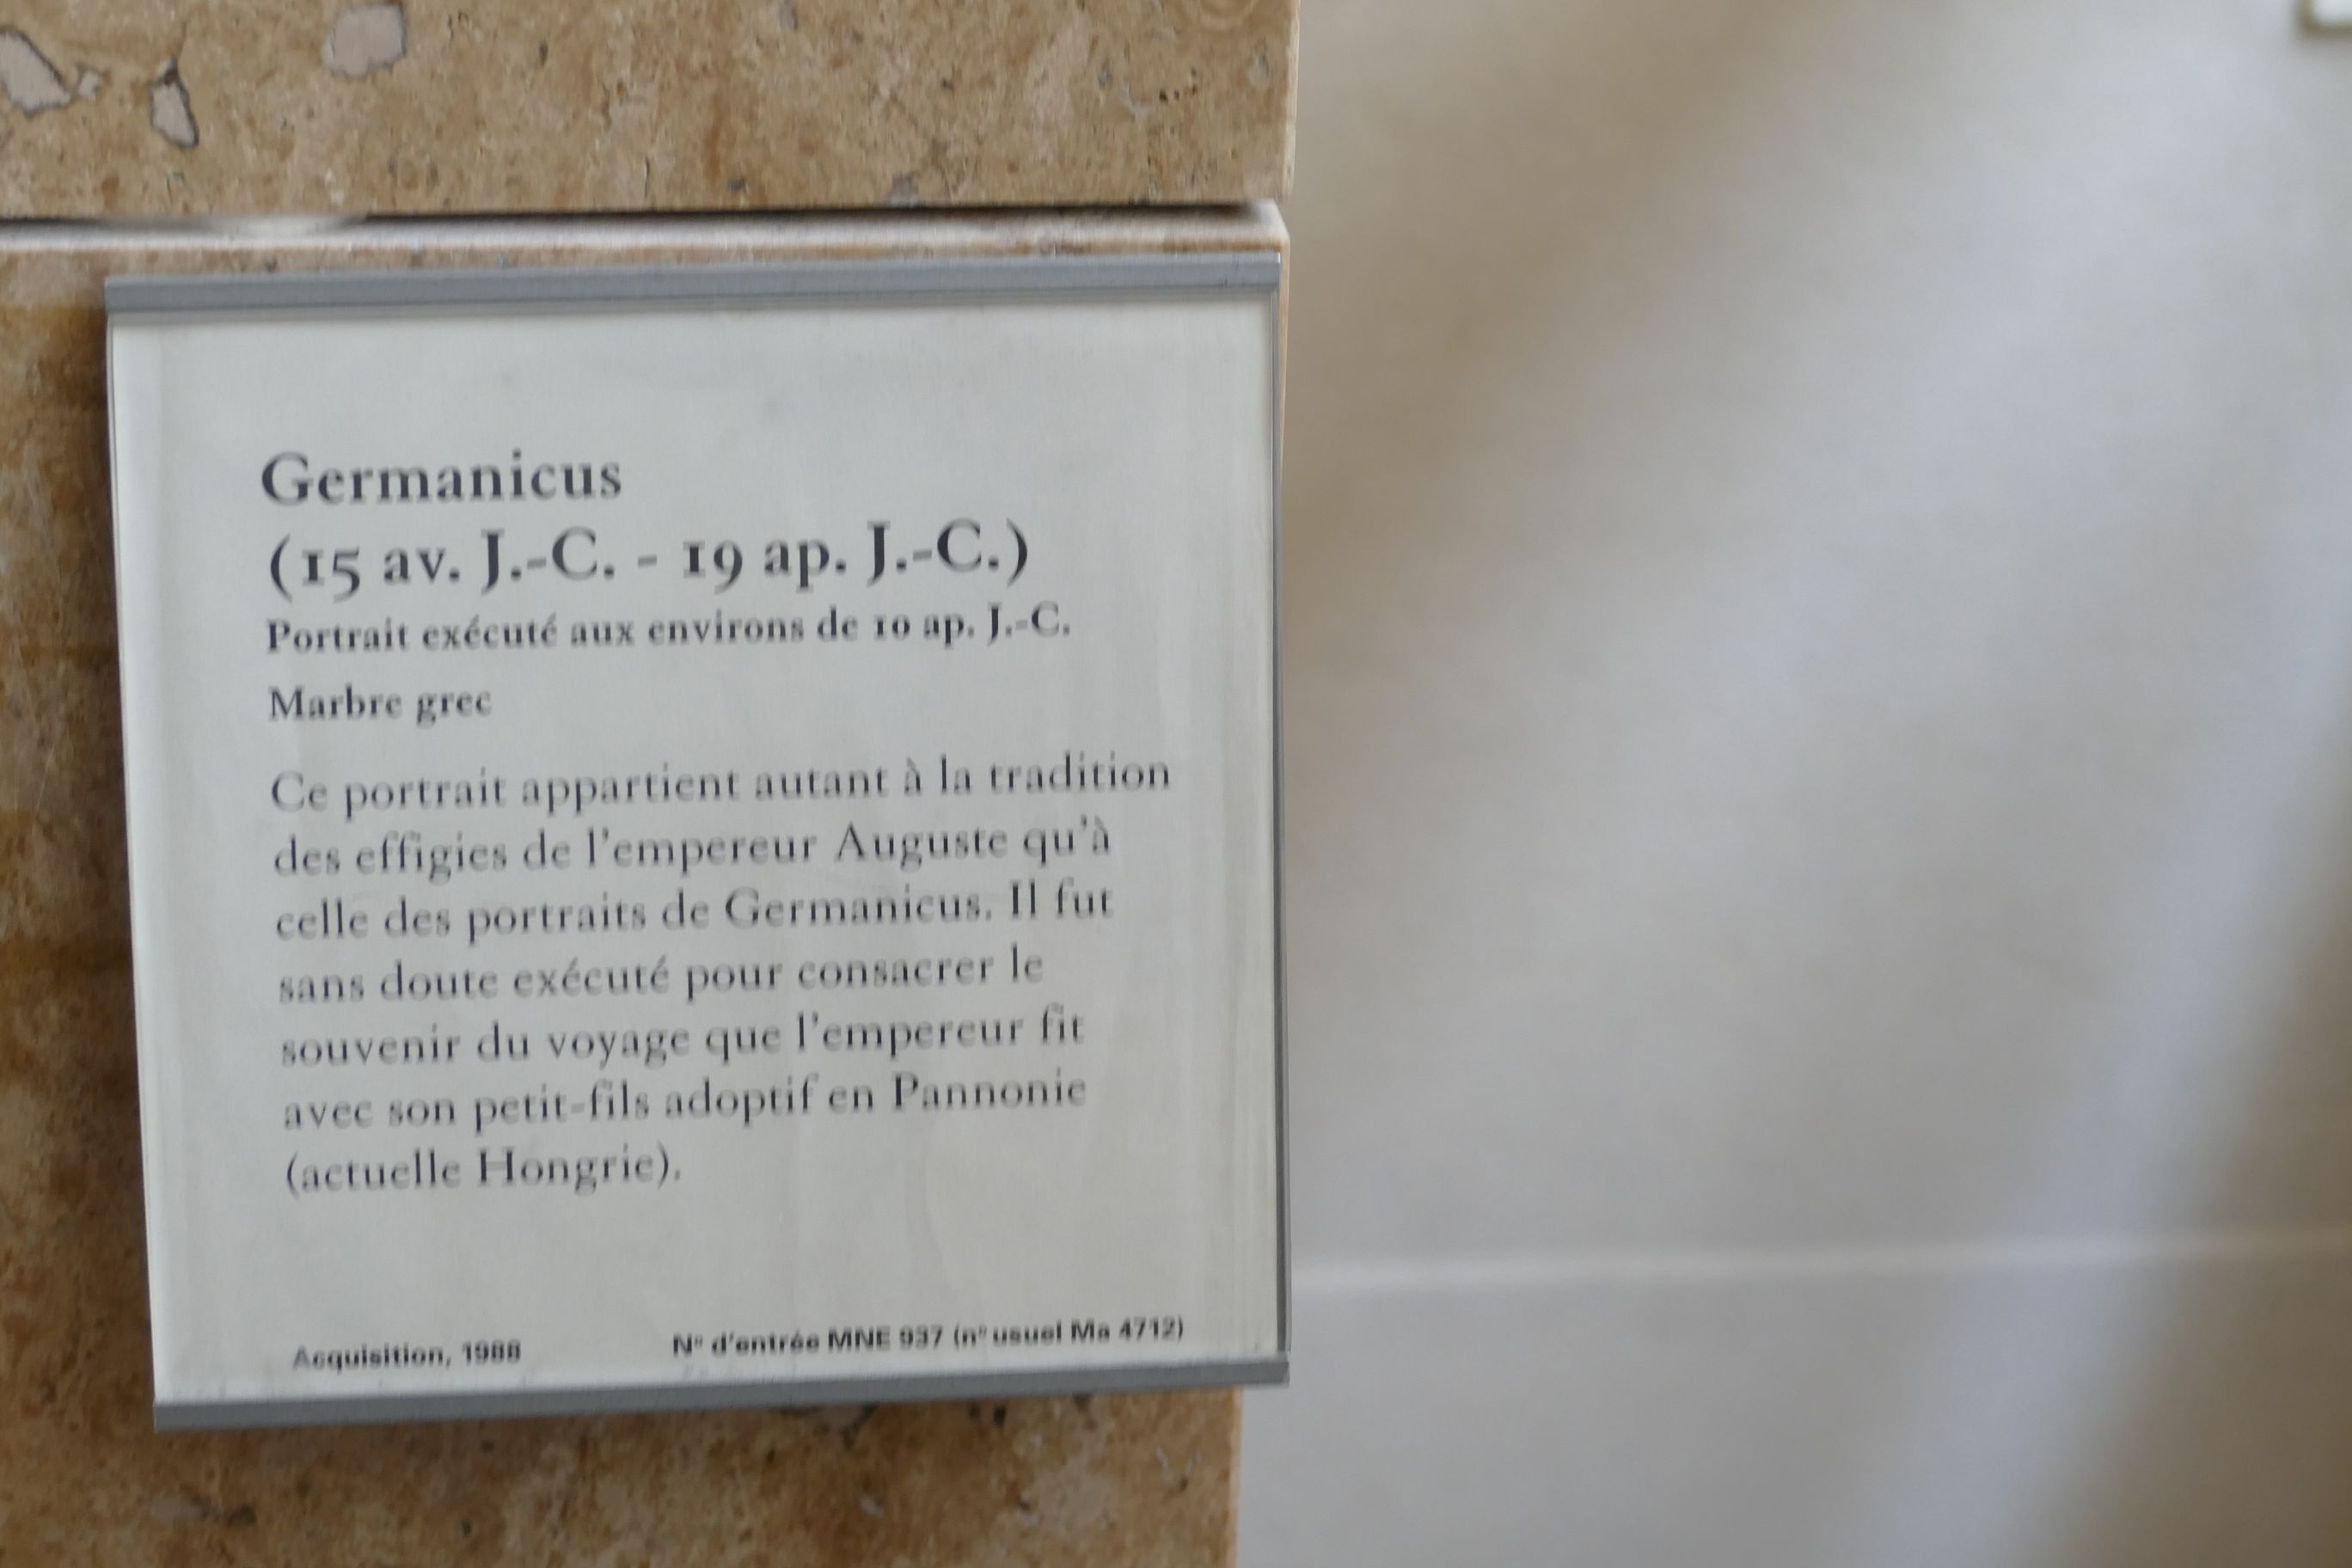 Germanicus
(15 av. J.-C. - 19 ap. J.-C.)
Portrait exécuté aux environs de 10 ap. J.-C.
Marbre grec
Ce portrait appartient autant à la tradition
des effigies de l'empereur Auguste qu'à
celle des portraits de Germanicus. Il fut
sans doute exécuté pour consacrer le
souvenir du voyage que l'empereur fit
avec son petit-fils adoptif en Pannonie
(actuelle Hongrie).
Acquisition, 1988 N° d'entrée MNE 937 (n° usuel Ma 4712)